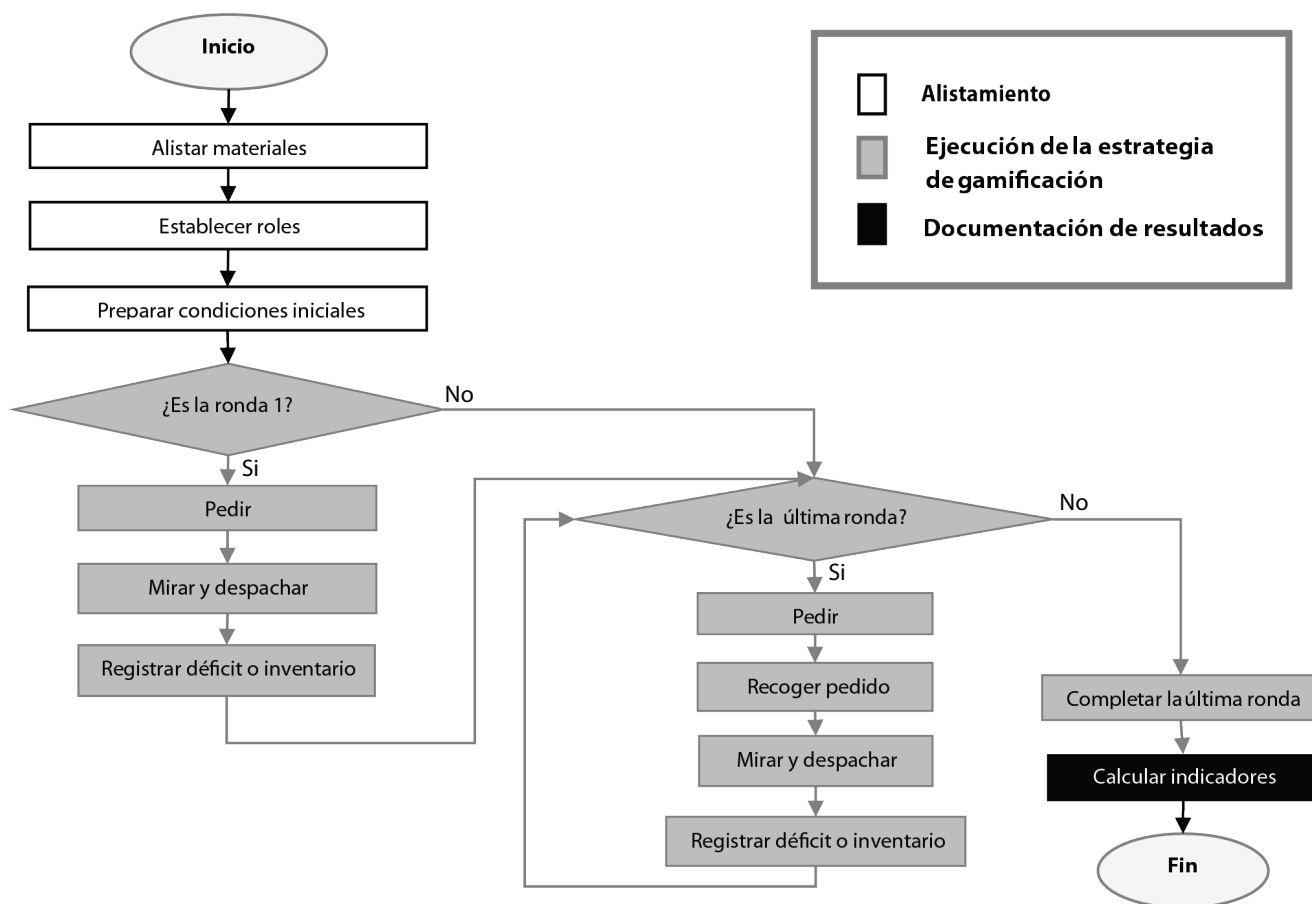 Inicio
Alistar materiales
Establecer roles
Preparar condiciones iniciales
¿Es la ronda 1?
No
Si
Pedir
Mirar y despachar
Registrar déficit o inventario
¿Es la última ronda?
No
Si
Pedir
Recoger pedido
Mirar y despachar
Registrar déficit o inventario
Completar la última ronda
Calcular indicadores
Fin
Alistamiento
Ejecución de la estrategia
de gamificación
Documentación de resultados